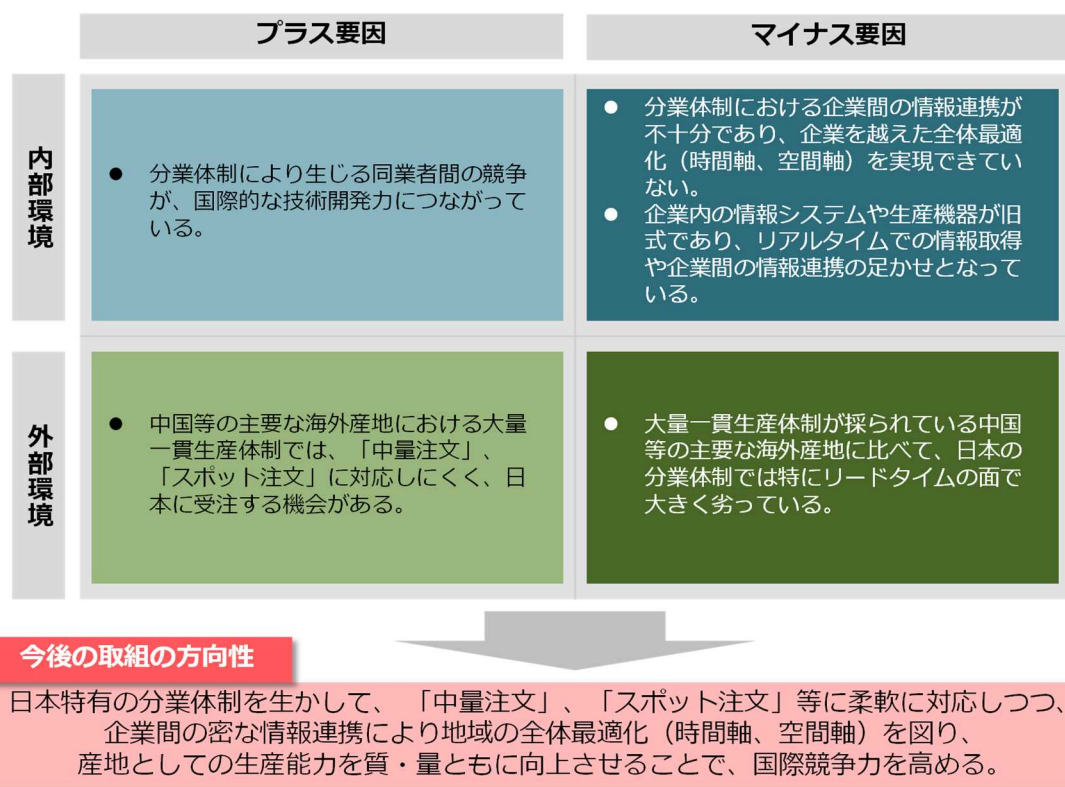 プラス要因
マイナス要因
内部環境
● 分業体制により生じる同業者間の競争
が、国際的な技術開発力につながって
いる。
● 分業体制における企業間の情報連携が
不十分であり、企業を越えた全体最適
化（時間軸、空間軸）を実現できてい
ない。
● 企業内の情報システムや生産機器が旧
式であり、リアルタイムでの情報取得
や企業間の情報連携の足かせとなって
いる。
外部環境
● 中国等の主要な海外産地における大量
一貫生産体制では、「中量注文」、
「スポット注文」に対応しにくく、日
本に受注する機会がある。
● 大量一貫生産体制が採られている中国
等の主要な海外産地に比べて、日本の
分業体制では特にリードタイムの面で
大きく劣っている。
今後の取組の方向性
日本特有の分業体制を生かして、「中量注文」、「スポット注文」等に柔軟に対応しつつ、
企業間の密な情報連携により地域の全体最適化（時間軸、空間軸）を図り、
産地としての生産能力を質・量ともに向上させることで、国際競争力を高める。